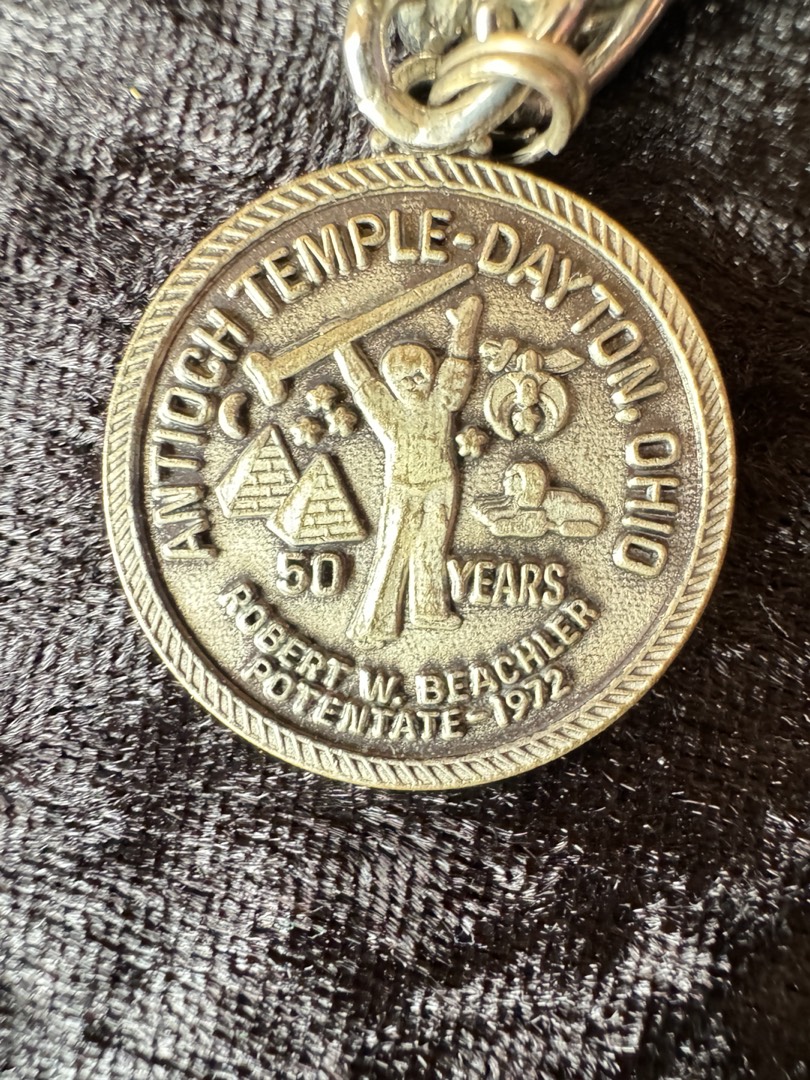 ANTIOCH TEMPLE-DAYTON, OHIO
50 YEARS
ROBERT W. BEACHLER
POTENTATE-1972